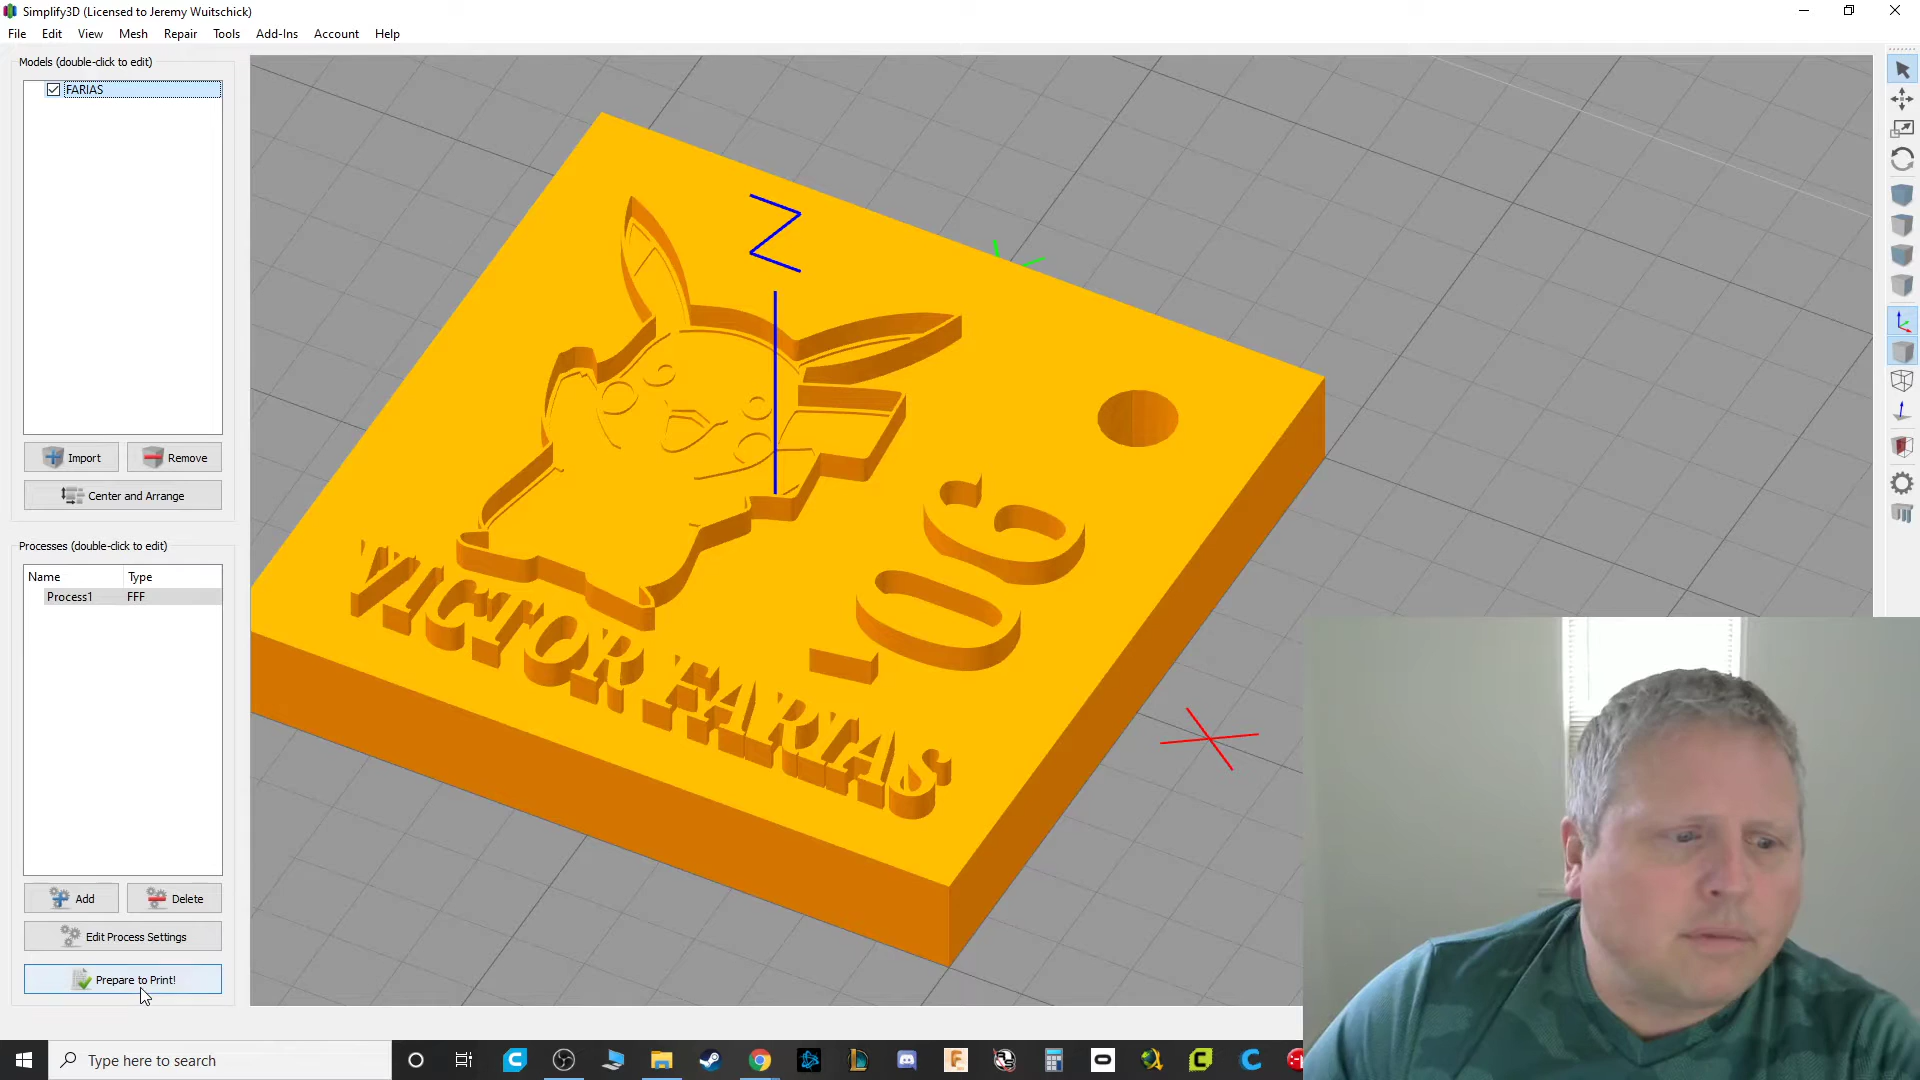 Simplify3D (Licensed to Jeremy Wuitschick)
File Edit View Mesh Repair Tools Add-Ins Account Help
Models (double-click to edit)
FARIAS
Import Remove
Center and Arrange
Processes (double-click to edit)
Name Type
Process1 FFF
Add Delete
Edit Process Settings
Prepare to Print!
Z
-06
VICTOR FARIAS
Type here to search